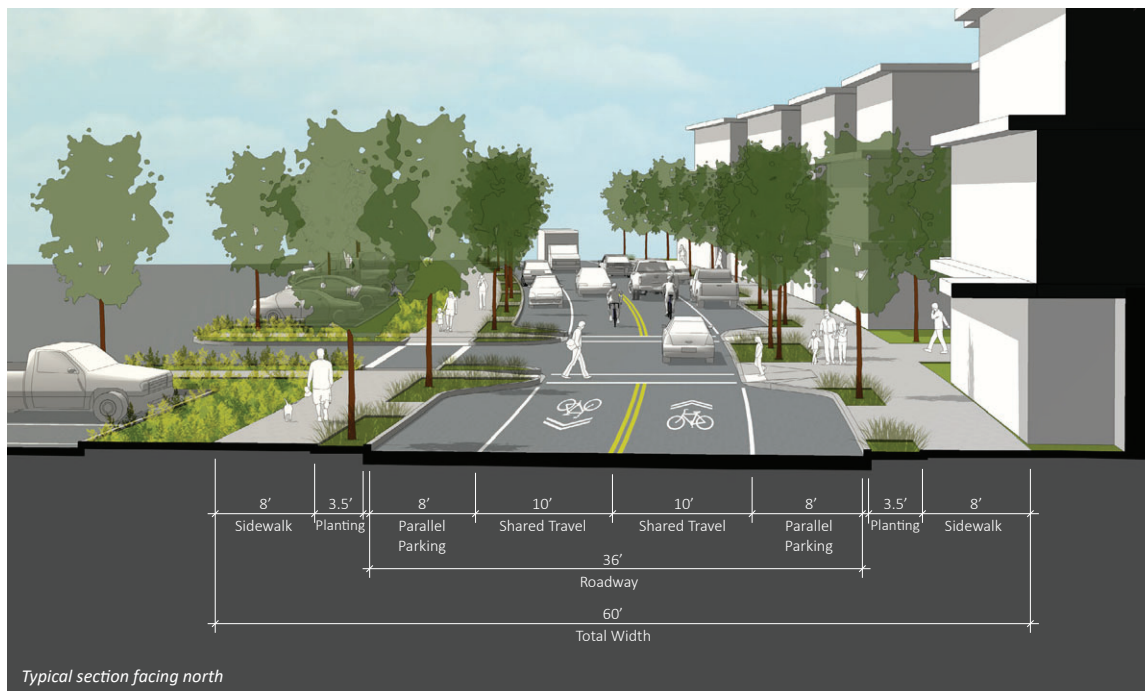 8’ 3.5’ 8’ 10’ 10’ 8’ 3.5’ 8’
Sidewalk Planting Parallel Parking Shared Travel Shared Travel Parallel Parking Planting Sidewalk
36’
Roadway
60’
Total Width
Typical section facing north